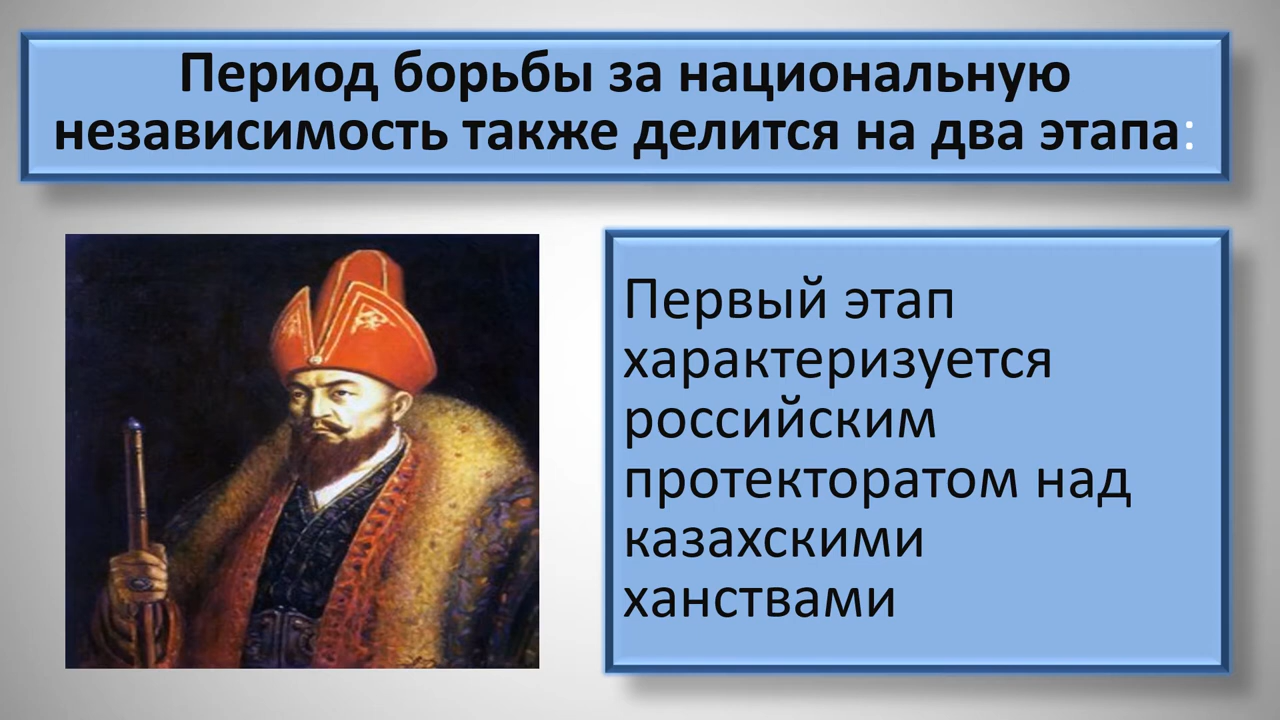 Период борьбы за национальную
независимость также делится на два этапа:
Первый этап
характеризуется
российским
протекторатом над
казахскими
ханствами